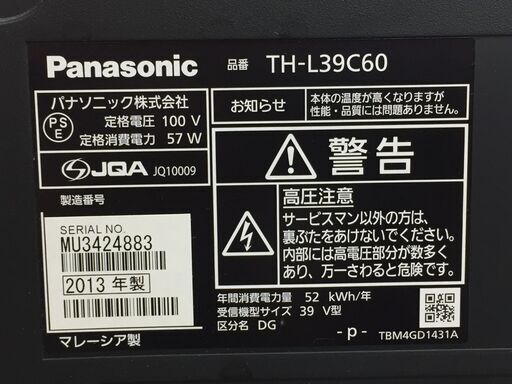 Panasonic 品番 TH-L39C60
パナソニック株式会社
PS E 定格電圧 100 V
定格消費電力 57 W
お知らせ 本体の温度が高くなりますが
性能・品質には問題ありません。
JQA JQ10009
警告
高圧注意
サービスマン以外の方は、
裏ぶたをあけないでください。
内部には高電圧部分が数多く
あり、万一さわると危険です。
製造番号
SERIAL NO.
MU3424883
2013 年製
マレーシア製
年間消費電力量 52 kWh/年
受信機型サイズ 39 V型
区分名 DG
-p- TBM4GD1431A